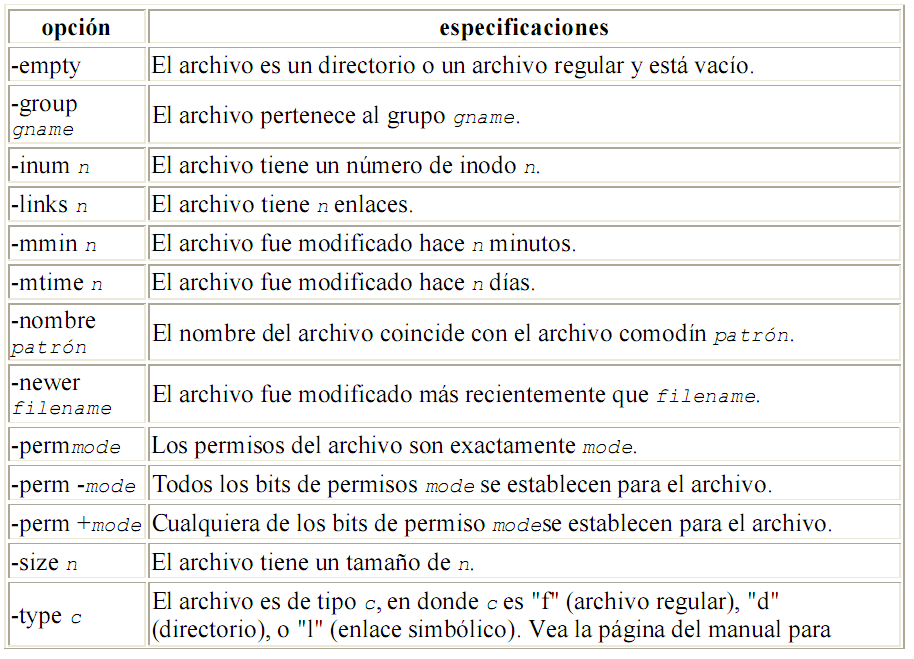 opción especificaciones
-empty El archivo es un directorio o un archivo regular y está vacío.
-group
gname
El archivo pertenece al grupo gname.
-inum n El archivo tiene un número de inodo n.
-links n El archivo tiene n enlaces.
-mmin n El archivo fue modificado hace n minutos.
-mtime n El archivo fue modificado hace n días.
-nombre
patrón
El nombre del archivo coincide con el archivo comodín patrón.
-newer
filename
El archivo fue modificado más recientemente que filename.
-permmode Los permisos del archivo son exactamente mode.
-perm -mode Todos los bits de permisos mode se establecen para el archivo.
-perm +mode Cualquiera de los bits de permiso modese establecen para el archivo.
-size n El archivo tiene un tamaño de n.
-type c
El archivo es de tipo c, en donde c es "f" (archivo regular), "d"
(directorio), o "l" (enlace simbólico). Vea la página del manual para